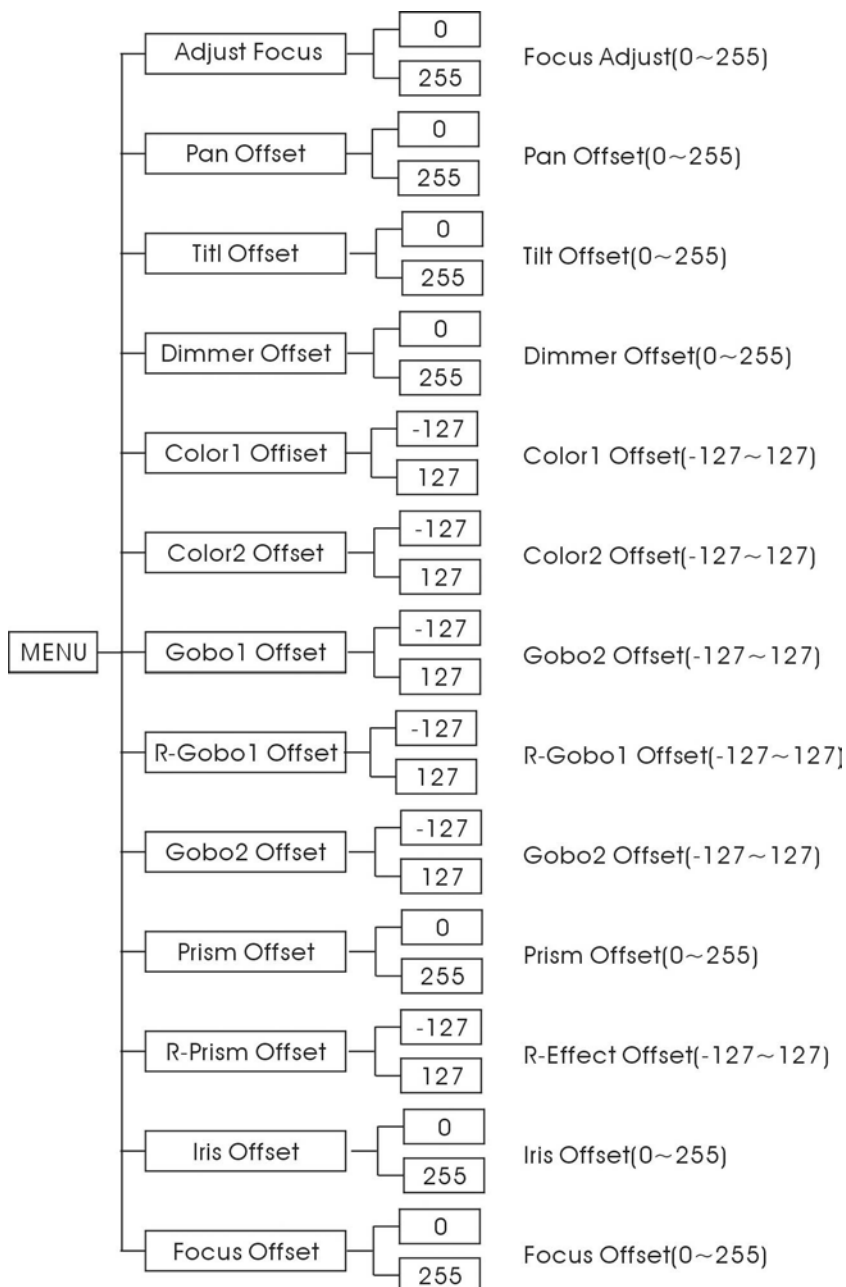 Adjust Focus
0
255
Focus Adjust(0~255)
Pan Offset
0
255
Pan Offset(0~255)
Titl Offset
0
255
Tilt Offset(0~255)
Dimmer Offset
0
255
Dimmer Offset(0~255)
Color1 Offiset
-127
127
Color1 Offset(-127~127)
Color2 Offset
-127
127
Color2 Offset(-127~127)
MENU
Gobo1 Offset
-127
127
Gobo2 Offset(-127~127)
R-Gobo1 Offset
-127
127
R-Gobo1 Offset(-127~127)
Gobo2 Offset
-127
127
Gobo2 Offset(-127~127)
Prism Offset
0
255
Prism Offset(0~255)
R-Prism Offset
-127
127
R-Effect Offset(-127~127)
Iris Offset
0
255
Iris Offset(0~255)
Focus Offset
0
255
Focus Offset(0~255)